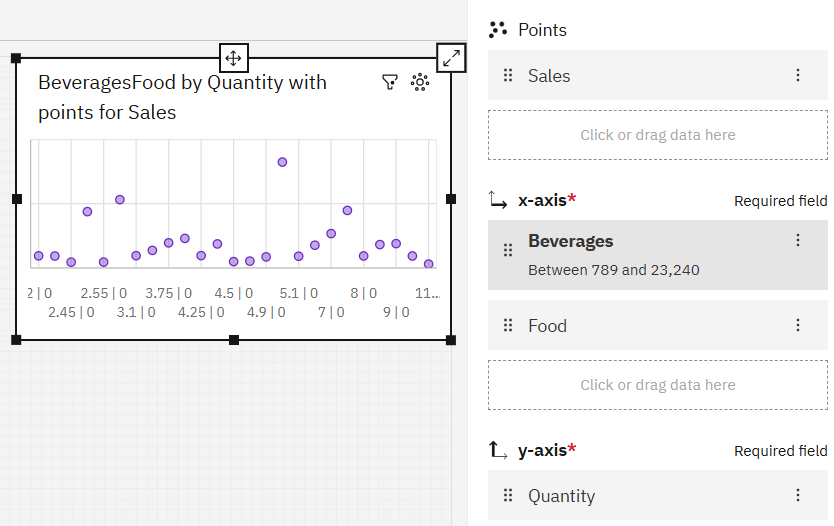 BeveragesFood by Quantity with
points for Sales
2 | 0
2.55 | 0
3.75 | 0
4.5 | 0
5.1 | 0
8 | 0
11...
2.45 | 0
3.1 | 0
4.25 | 0
4.9 | 0
7 | 0
9 | 0
Points
Sales
Click or drag data here
x-axis*
Required field
Beverages
Between 789 and 23,240
Food
Click or drag data here
y-axis*
Required field
Quantity